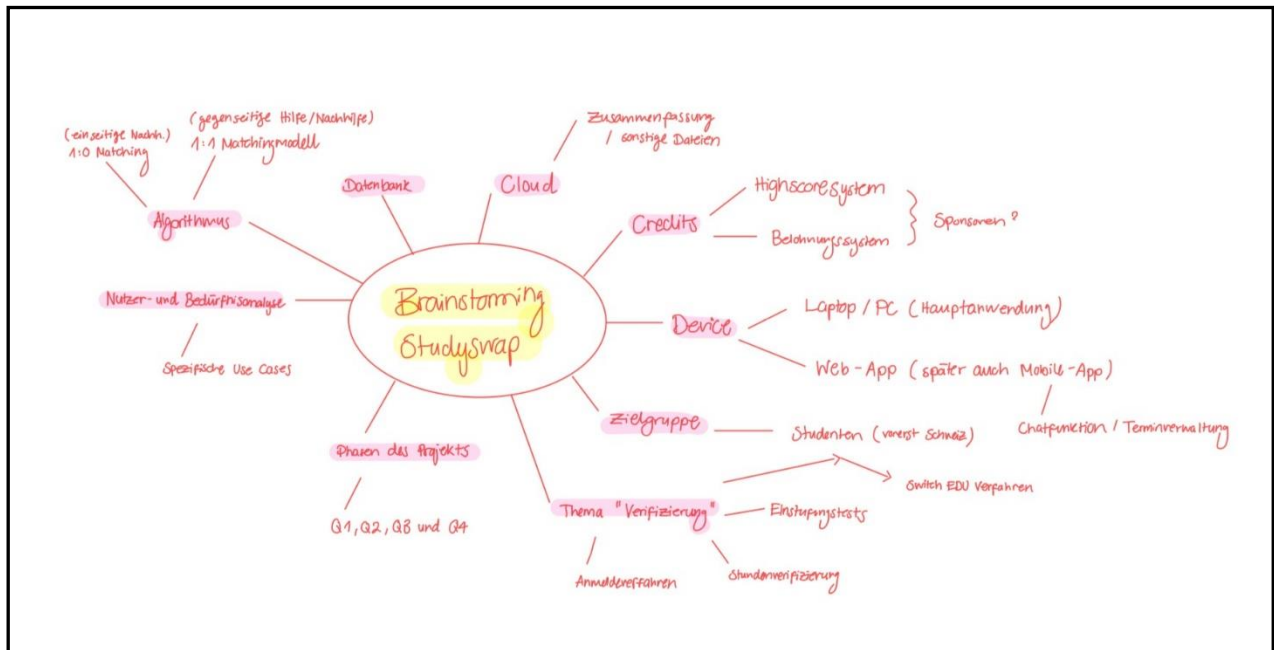 Brainstorming
Studyswap
Algorithmus
(einseitige Nachh.)
1:0 Matching
(gegenseitige Hilfe/Nachhilfe)
1:1 Matchingmodell
Datenbank
Cloud
Zusammenfassung
/ sonstige Dateien
Credits
Highscoresystem
Belohnungssystem
Sponsoren?
Device
Laptop / PC (Hauptanwendung)
Web-App (später auch Mobile-App)
Chatfunktion / Terminverwaltung
Zielgruppe
Studenten (vorerst Schweiz)
Switch EDU Verfahren
Thema "Verifizierung"
Einstufungstests
Stundenverifizierung
Anmeldeverfahren
Phasen des Projekts
Q1, Q2, Q3 und Q4
Nutzer- und Bedürfnisanalyse
Spezifische Use Cases